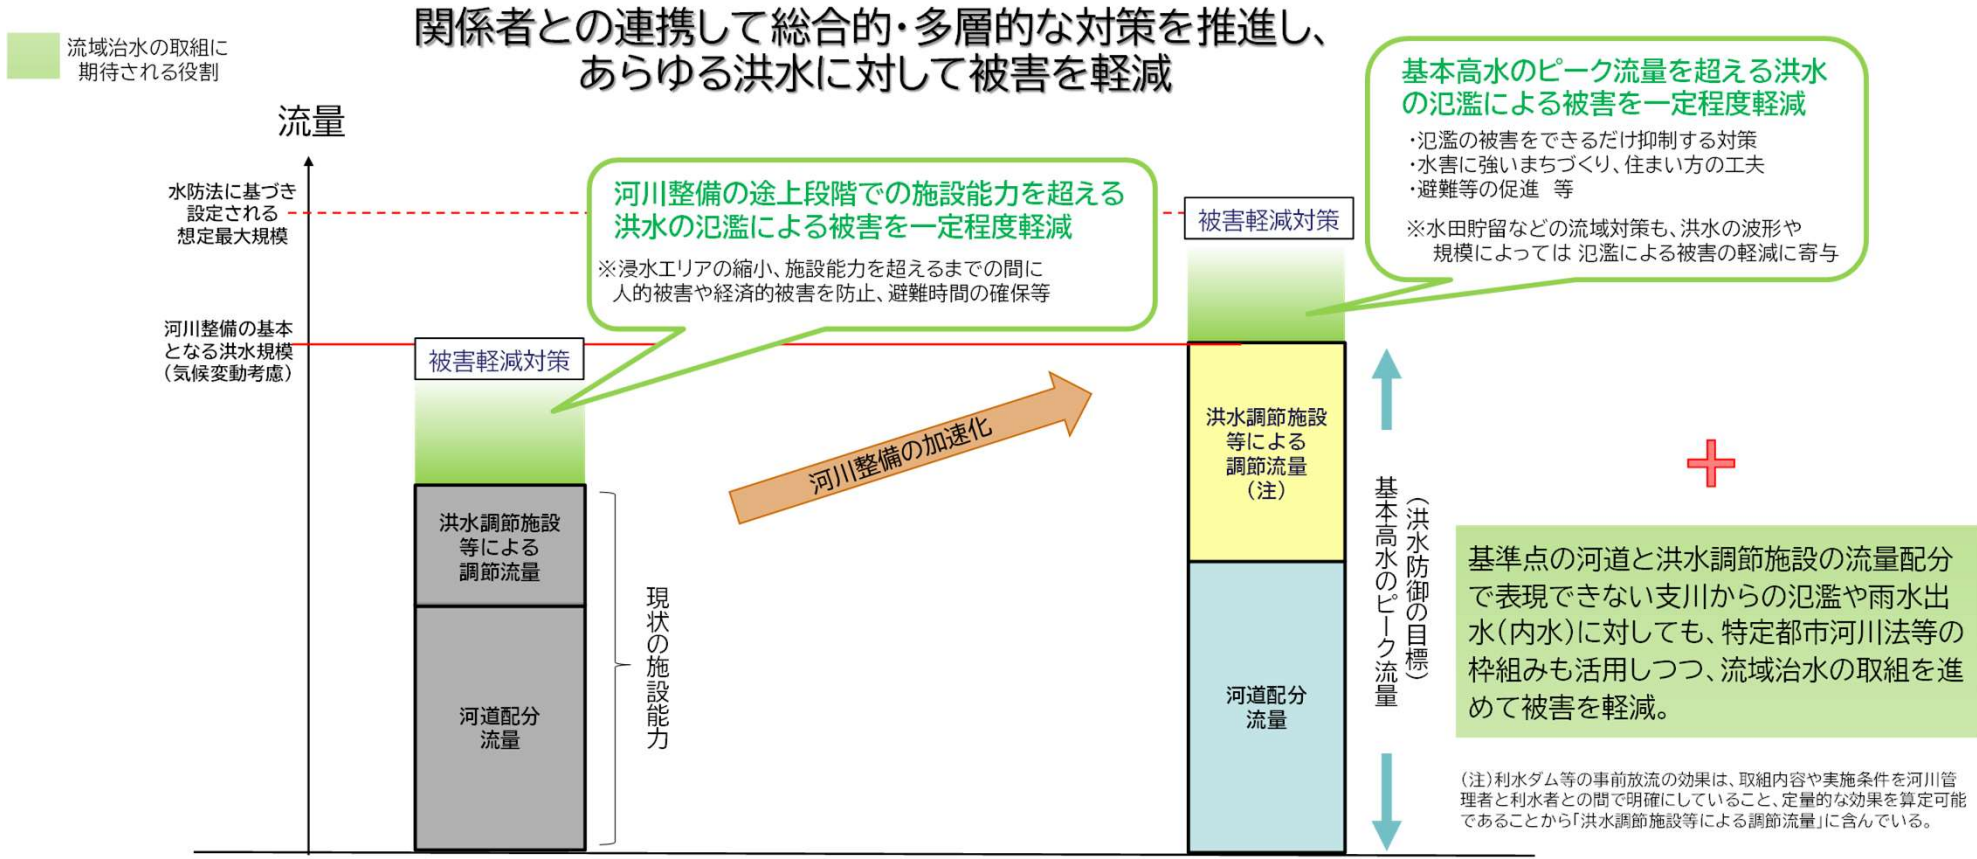 関係者との連携して総合的・多層的な対策を推進し、
あらゆる洪水に対して被害を軽減
流域治水の取組に
期待される役割
流量
水防法に基づき
設定される
想定最大規模
河川整備の基本
となる洪水規模
（気候変動考慮）
被害軽減対策
洪水調節施設
等による
調節流量
河道配分
流量
現状の施設能力
河川整備の途上段階での施設能力を超える
洪水の氾濫による被害を一定程度軽減
※浸水エリアの縮小、施設能力を超えるまでの間に
人的被害や経済的被害を防止、避難時間の確保等
河川整備の加速化
被害軽減対策
洪水調節施設
等による
調節流量
（注）
河道配分
流量
基本高水のピーク流量
（洪水防御の目標）
基本高水のピーク流量を超える洪水
の氾濫による被害を一定程度軽減
・氾濫の被害をできるだけ抑制する対策
・水害に強いまちづくり、住まい方の工夫
・避難等の促進 等
※水田貯留などの流域対策も、洪水の波形や
規模によっては 氾濫による被害の軽減に寄与
基準点の河道と洪水調節施設の流量配分
で表現できない支川からの氾濫や雨水出
水(内水)に対しても、特定都市河川法等の
枠組みも活用しつつ、流域治水の取組を進
めて被害を軽減。
（注）利水ダム等の事前放流の効果は、取組内容や実施条件を河川管
理者と利水者との間で明確にしていること、定量的な効果を算定可能
であることから「洪水調節施設等による調節流量」に含んでいる。